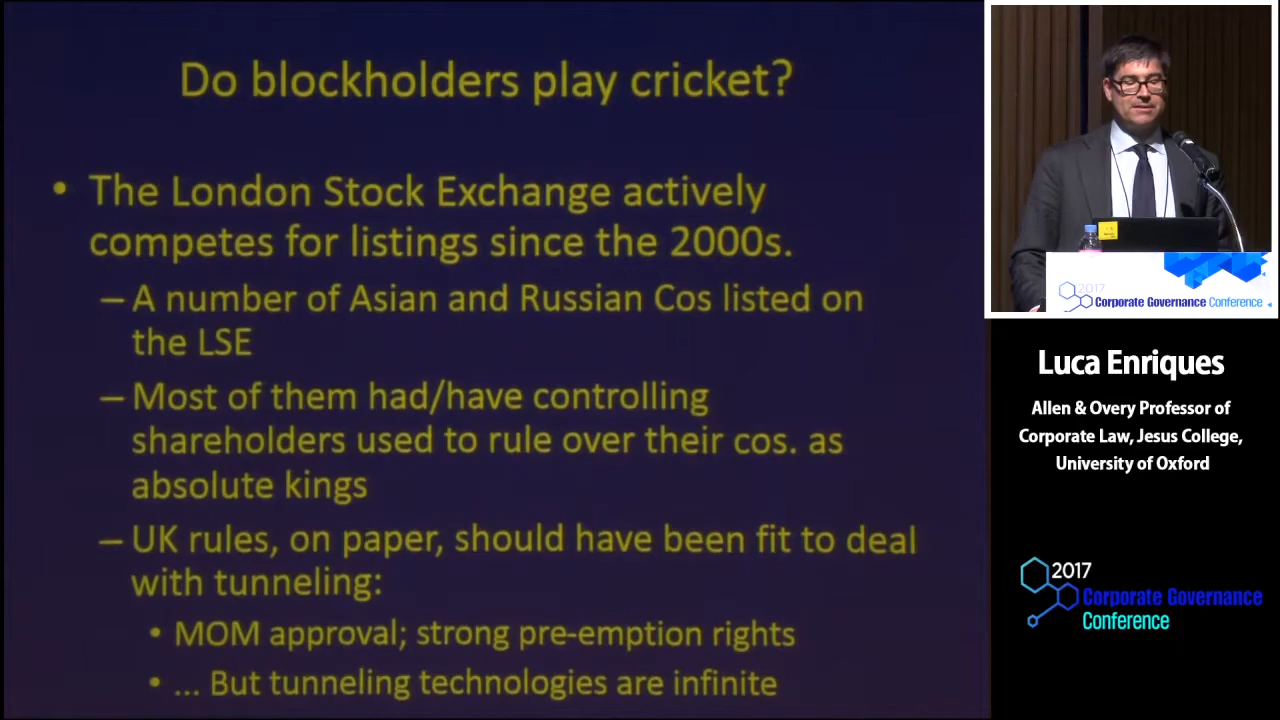 Do blockholders play cricket?
• The London Stock Exchange actively
competes for listings since the 2000s.
– A number of Asian and Russian Cos listed on
the LSE
– Most of them had/have controlling
shareholders used to rule over their cos. as
absolute kings
– UK rules, on paper, should have been fit to deal
with tunneling:
• MOM approval; strong pre-emption rights
• ... But tunneling technologies are infinite
2017
Corporate Governance Conference
Luca Enriques
Allen & Overy Professor of
Corporate Law, Jesus College,
University of Oxford
2017
Corporate Governance
Conference